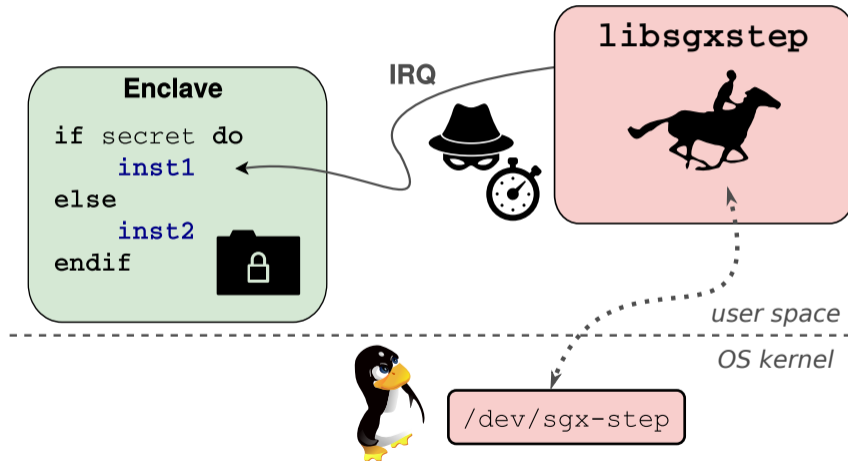 libsgxstep
IRQ
Enclave
if secret do
inst1
else
inst2
endif
user space
OS kernel
/dev/sgx-step